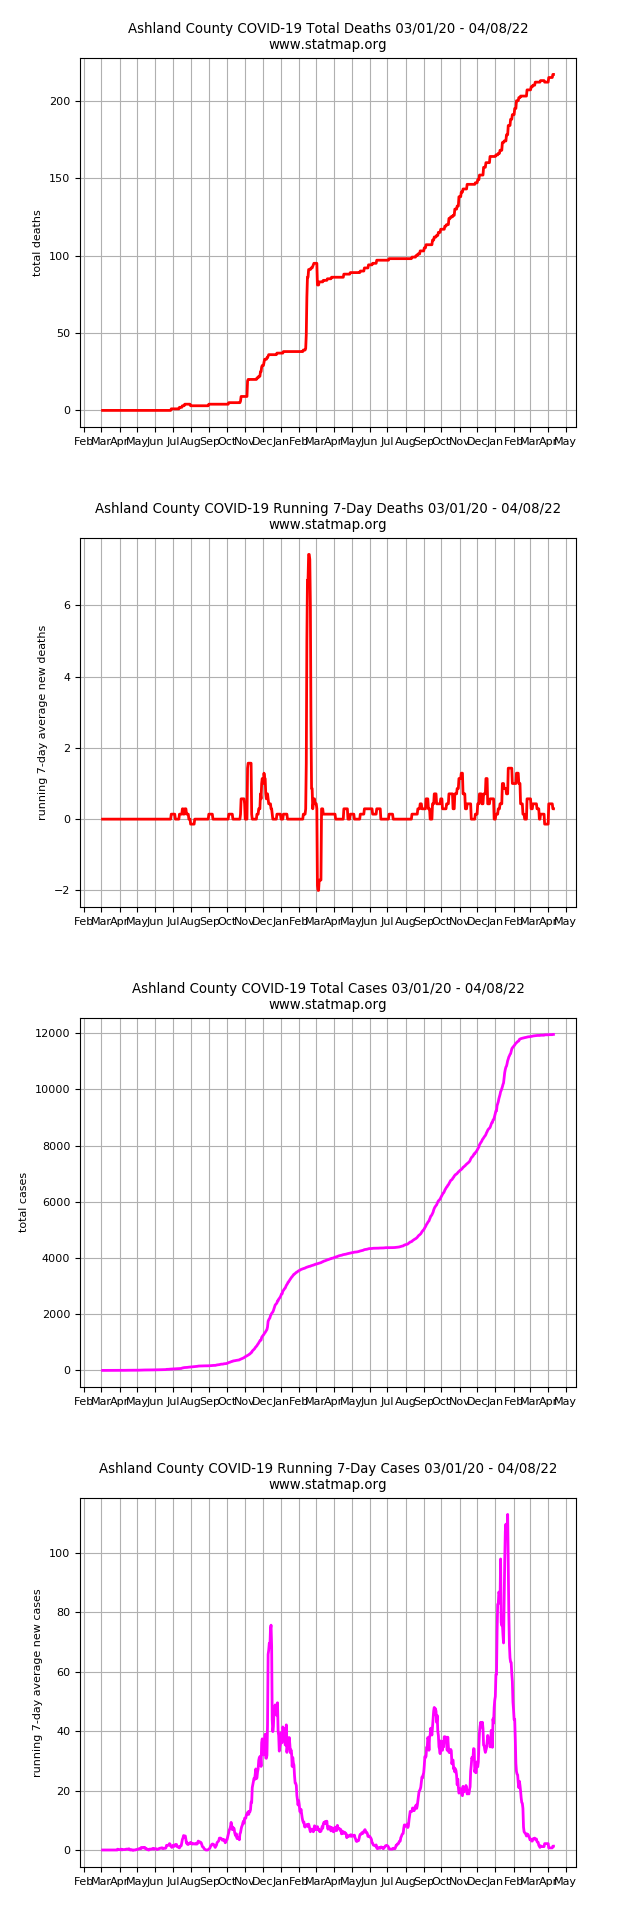 Ashland County COVID-19 Total Deaths 03/01/20 - 04/08/22
www.statmap.org
total deaths
200
150
100
50
0
Feb Mar Apr May Jun Jul Aug Sep Oct Nov Dec Jan Feb Mar Apr May Jun Jul Aug Sep Oct Nov Dec Jan Feb Mar Apr May
Ashland County COVID-19 Running 7-Day Deaths 03/01/20 - 04/08/22
www.statmap.org
running 7-day average new deaths
6
4
2
0
−2
Feb Mar Apr May Jun Jul Aug Sep Oct Nov Dec Jan Feb Mar Apr May Jun Jul Aug Sep Oct Nov Dec Jan Feb Mar Apr May
Ashland County COVID-19 Total Cases 03/01/20 - 04/08/22
www.statmap.org
total cases
12000
10000
8000
6000
4000
2000
0
Feb Mar Apr May Jun Jul Aug Sep Oct Nov Dec Jan Feb Mar Apr May Jun Jul Aug Sep Oct Nov Dec Jan Feb Mar Apr May
Ashland County COVID-19 Running 7-Day Cases 03/01/20 - 04/08/22
www.statmap.org
running 7-day average new cases
100
80
60
40
20
0
Feb Mar Apr May Jun Jul Aug Sep Oct Nov Dec Jan Feb Mar Apr May Jun Jul Aug Sep Oct Nov Dec Jan Feb Mar Apr May